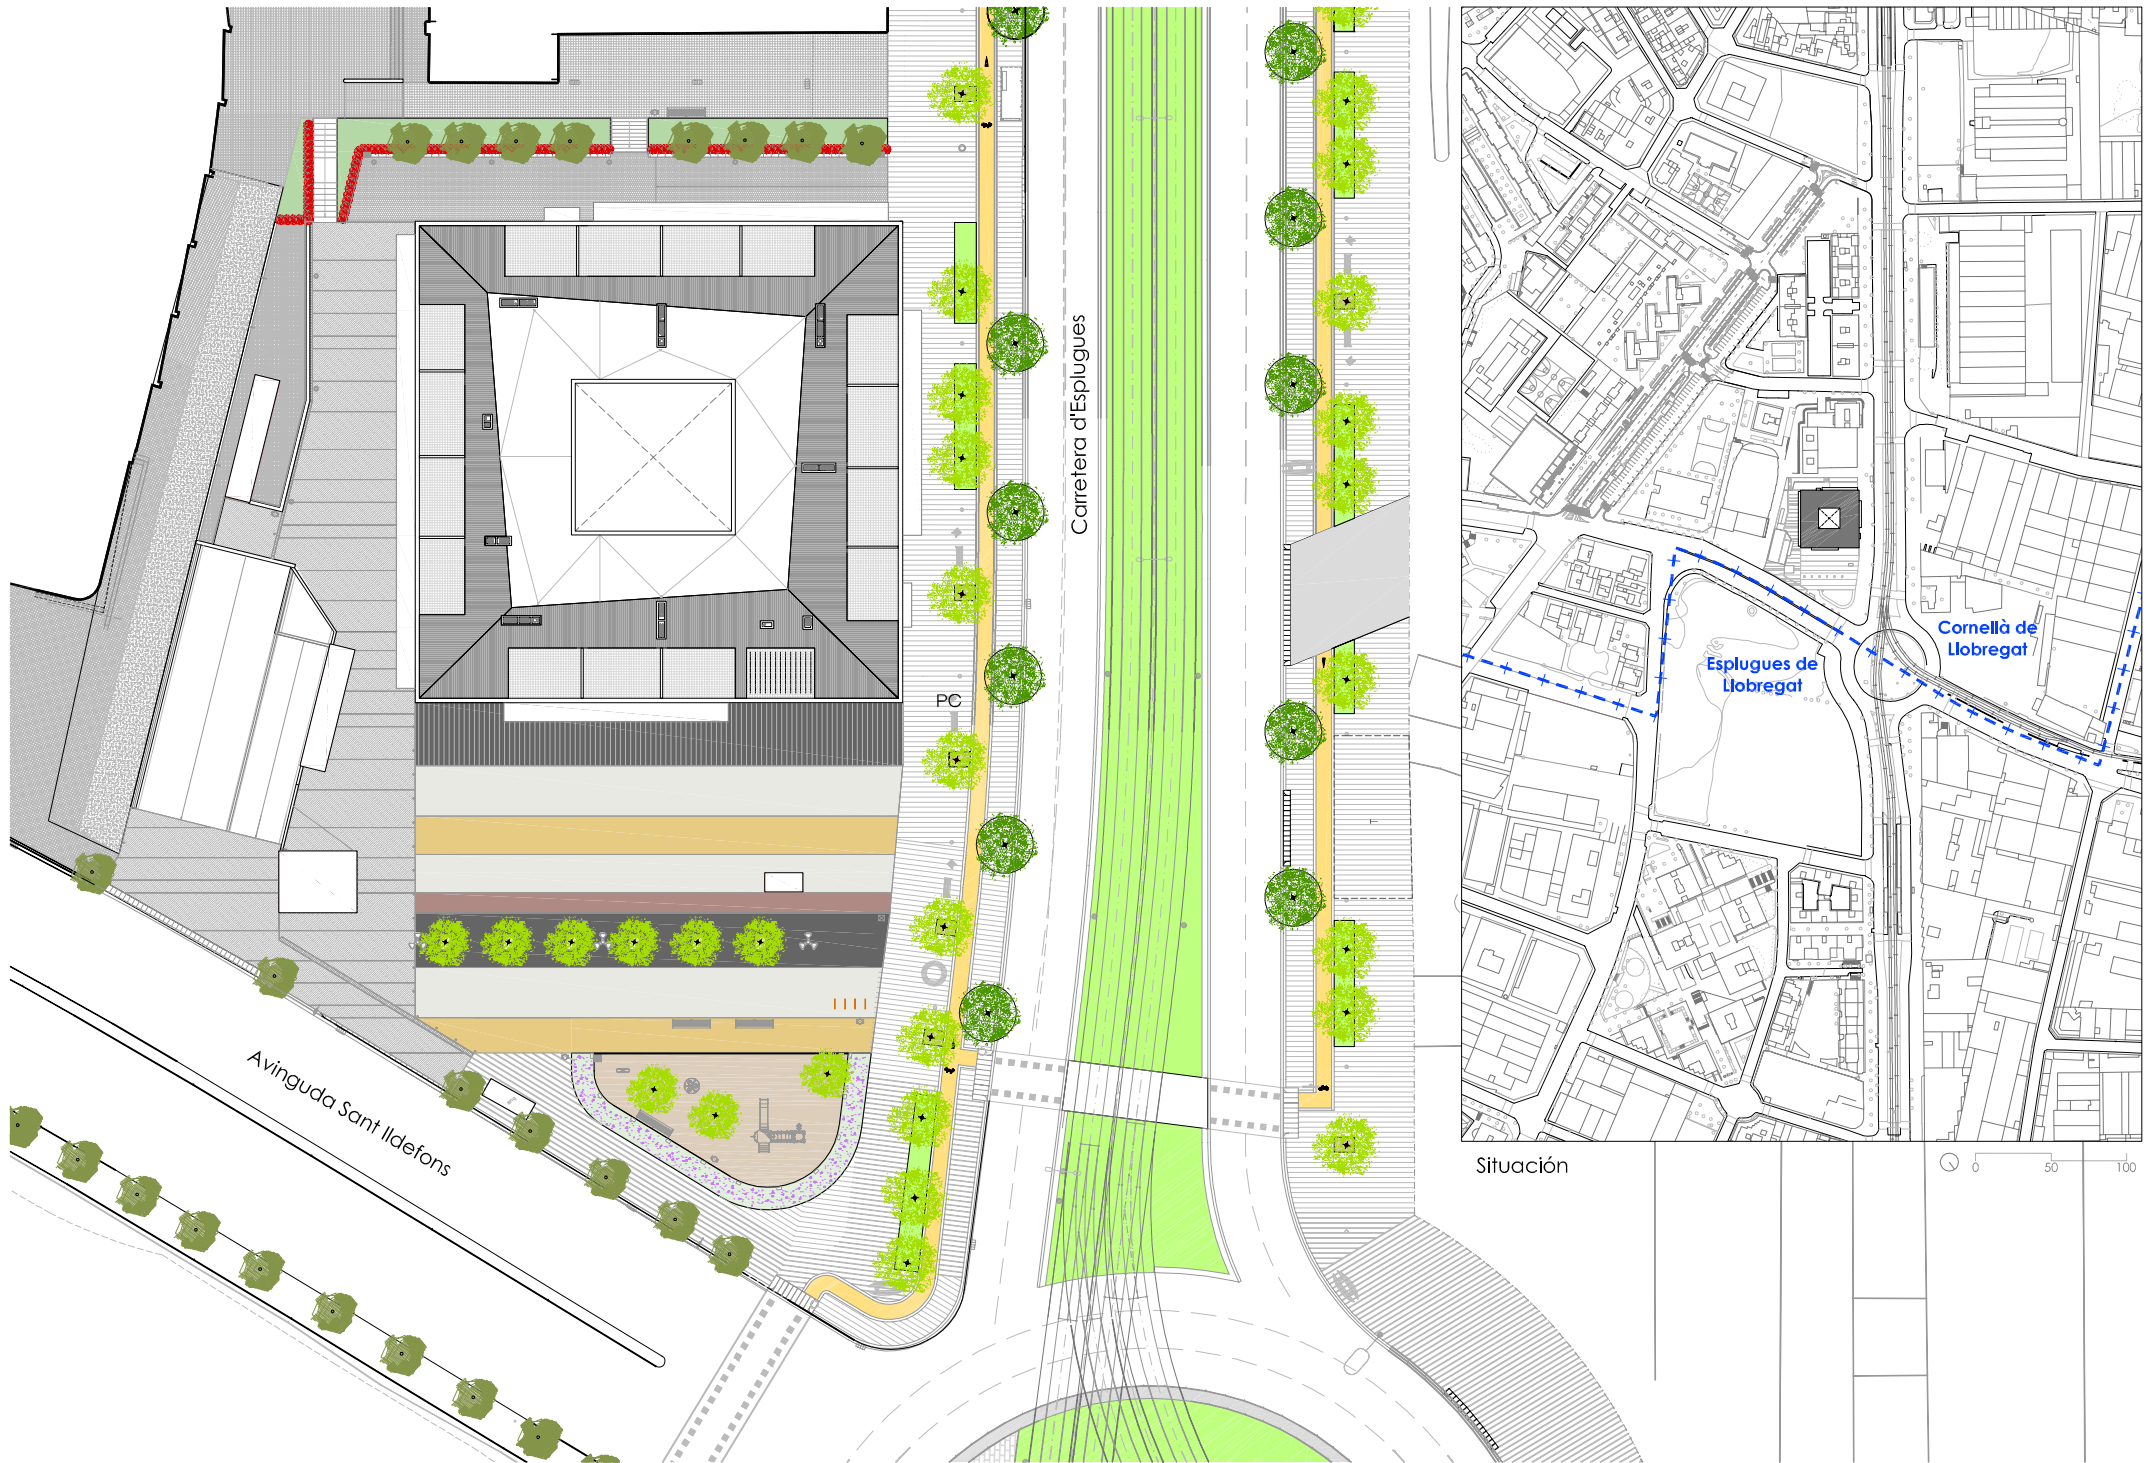 Carretera d'Esplugues
PC
Avinguda Sant Ildefons
T
Cornellà de
Llobregat
Esplugues de
Llobregat
Situación
0 50 100